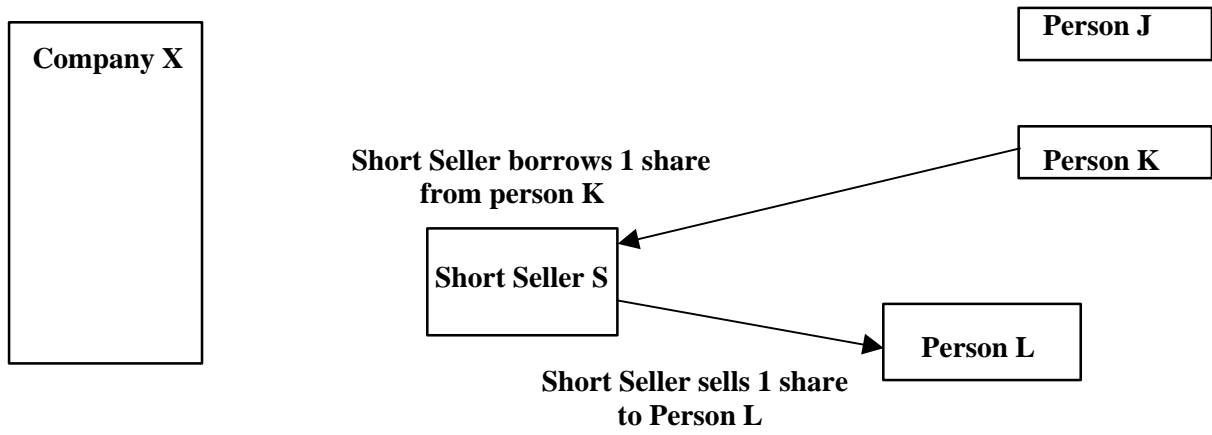 Company X
Person J
Person K
Short Seller borrows 1 share
from person K
Short Seller S
Person L
Short Seller sells 1 share
to Person L